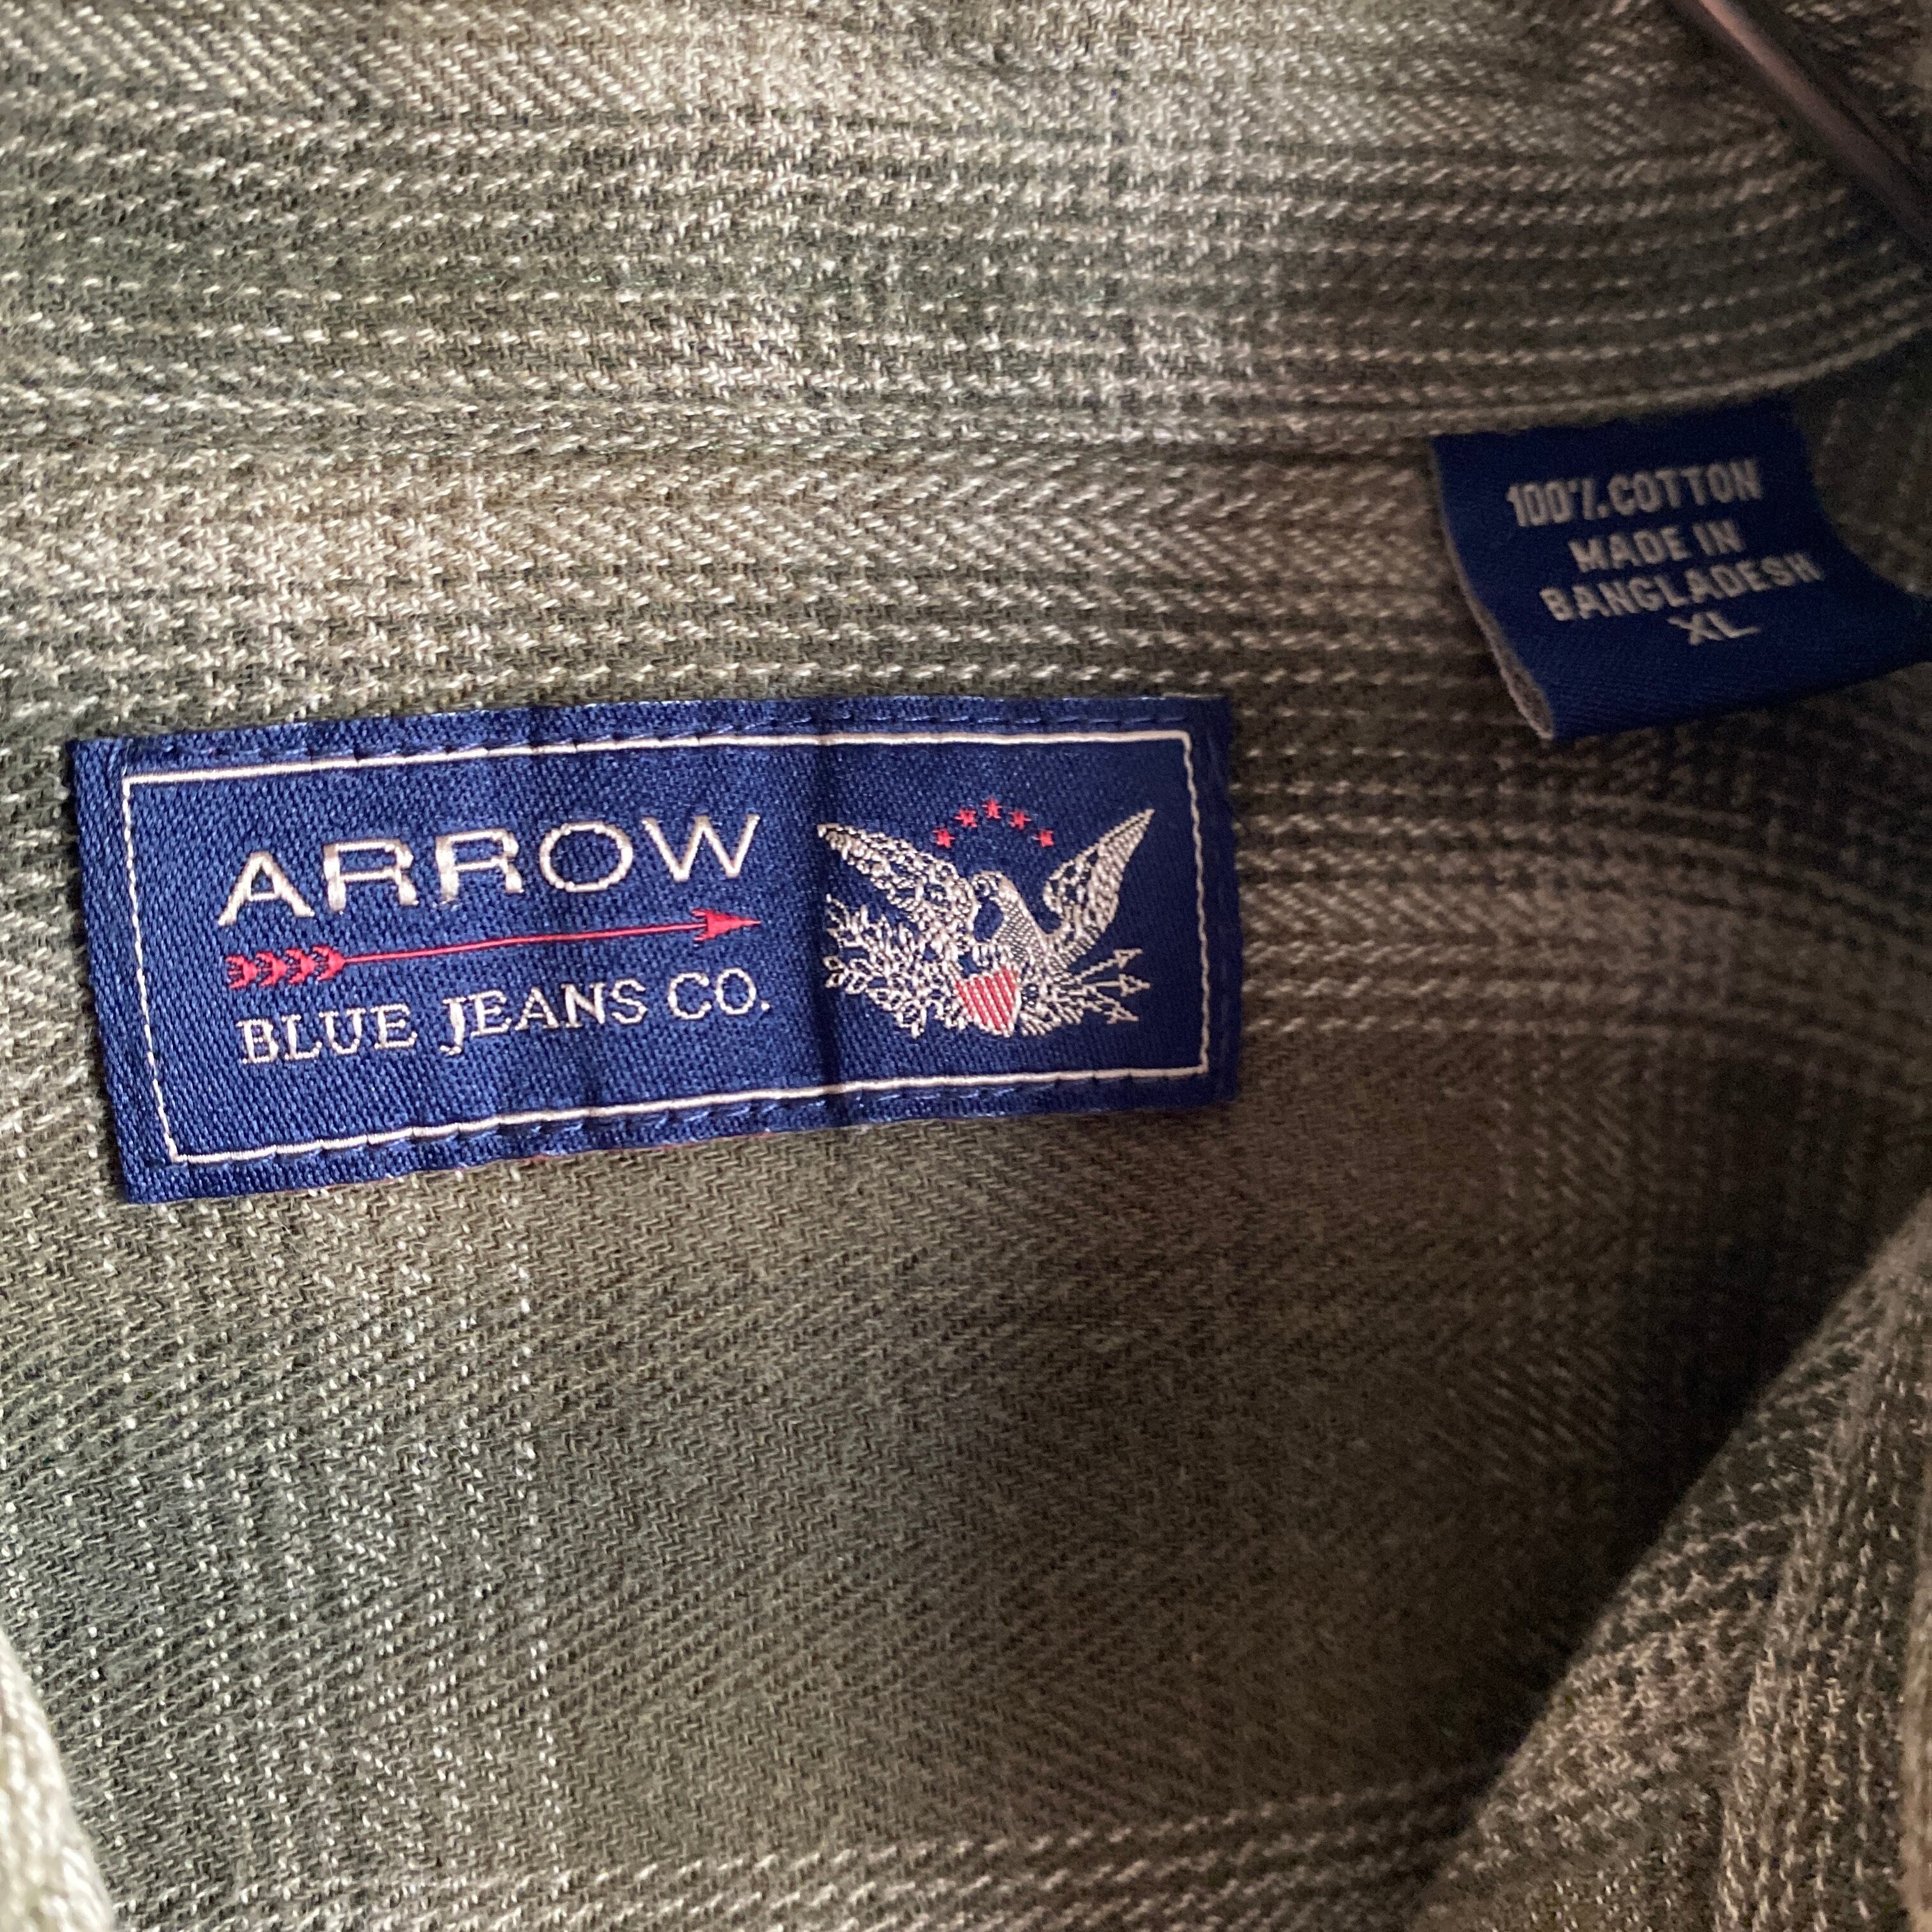 100% COTTON
MADE IN
BANGLADESH
XL
ARROW
BLUE JEANS CO.